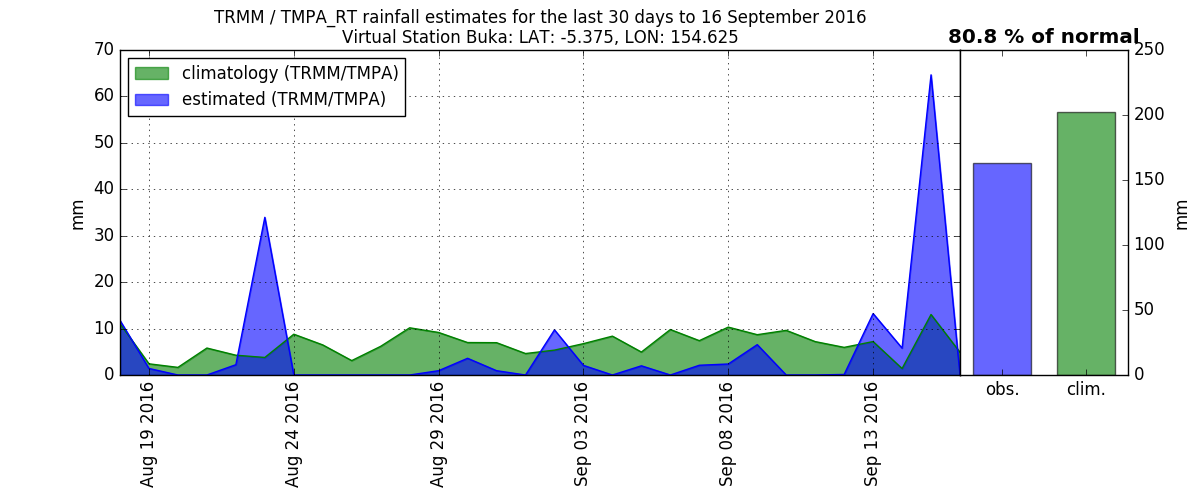 TRMM / TMPA_RT rainfall estimates for the last 30 days to 16 September 2016
Virtual Station Buka: LAT: -5.375, LON: 154.625
80.8 % of normal
climatology (TRMM/TMPA)
estimated (TRMM/TMPA)
70
60
50
40
30
20
10
0
mm
Aug 19 2016
Aug 24 2016
Aug 29 2016
Sep 03 2016
Sep 08 2016
Sep 13 2016
obs.
clim.
250
200
150
100
50
0
mm